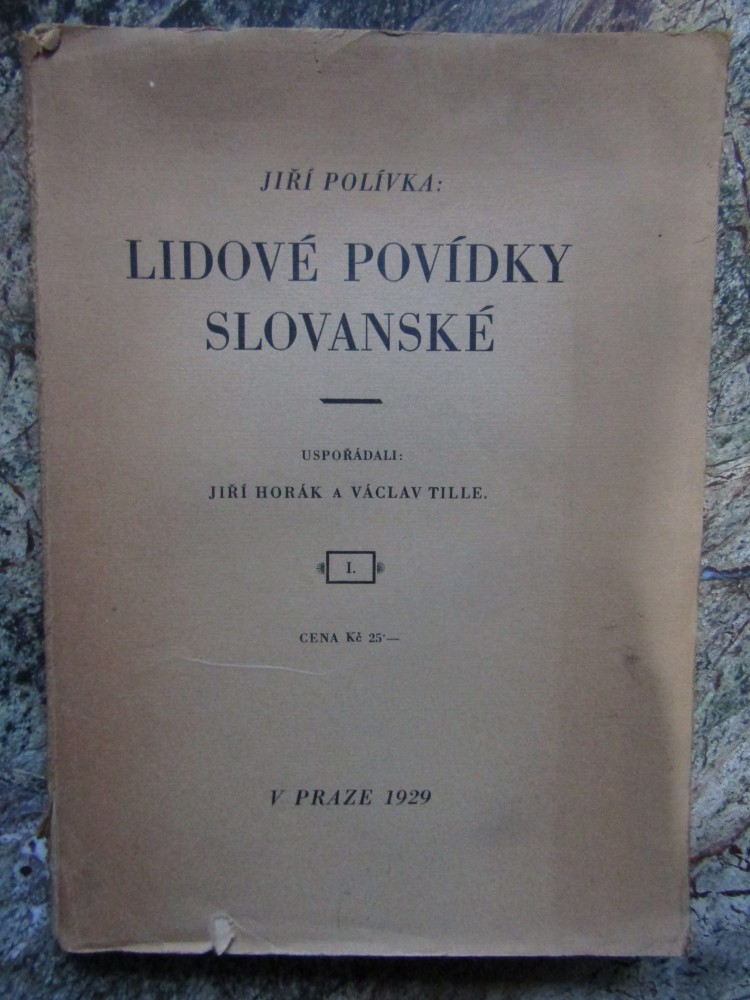 JIŘÍ POLÍVKA:
LIDOVÉ POVÍDKY
SLOVANSKÉ
USPOŘÁDALI:
JIŘÍ HORÁK A VÁCLAV TILLE.
I.
CENA Kč 25·—
V PRAZE 1929